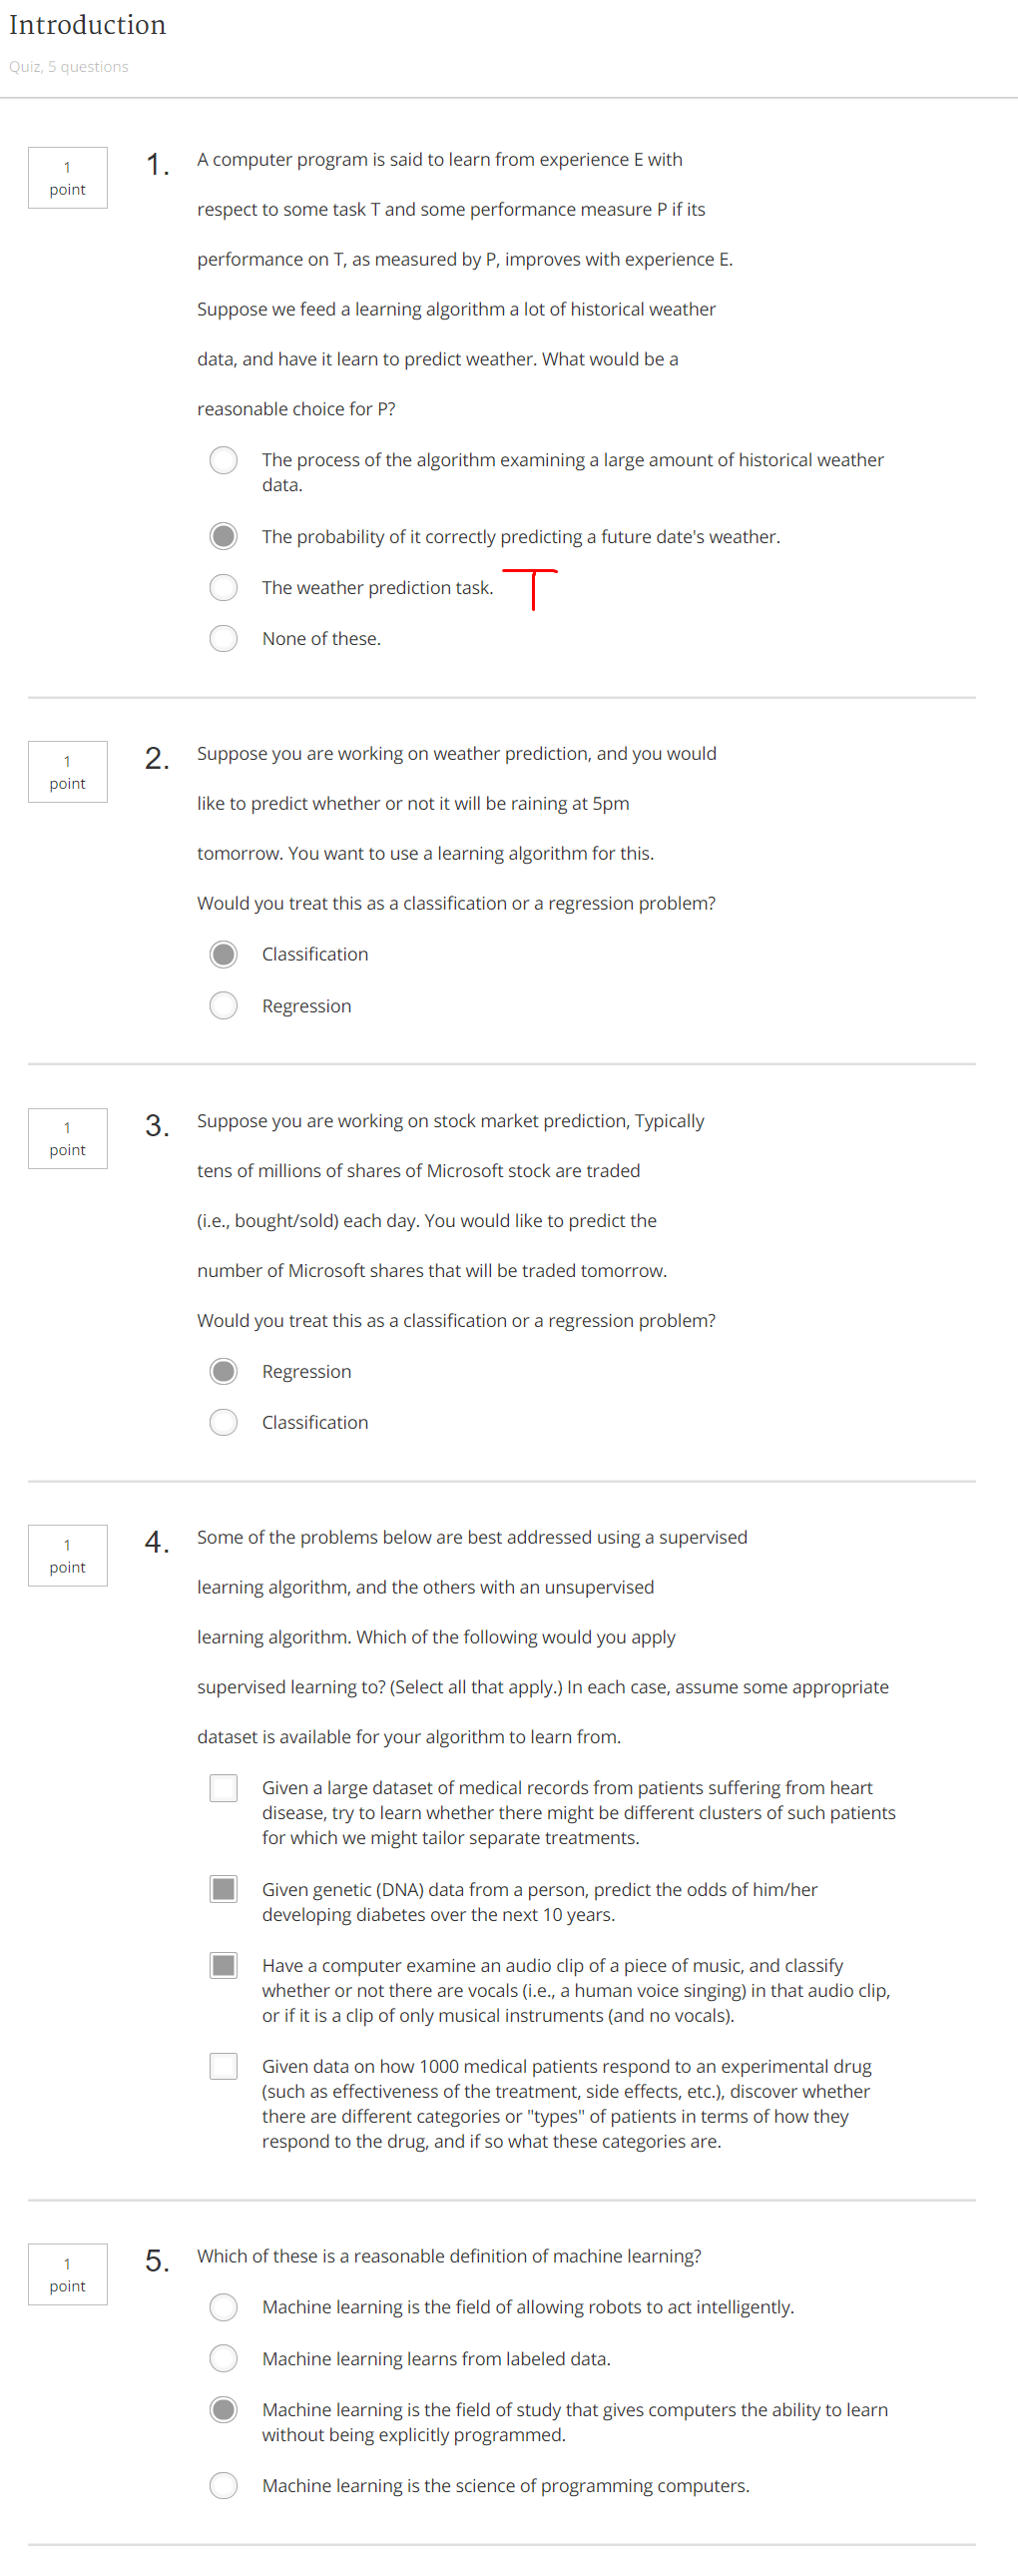 Introduction
Quiz, 5 questions
1
point
1.
A computer program is said to learn from experience E with
respect to some task T and some performance measure P if its
performance on T, as measured by P, improves with experience E.
Suppose we feed a learning algorithm a lot of historical weather
data, and have it learn to predict weather. What would be a
reasonable choice for P?
The process of the algorithm examining a large amount of historical weather
data.
The probability of it correctly predicting a future date's weather.
The weather prediction task. T
None of these.
1
point
2.
Suppose you are working on weather prediction, and you would
like to predict whether or not it will be raining at 5pm
tomorrow. You want to use a learning algorithm for this.
Would you treat this as a classification or a regression problem?
Classification
Regression
1
point
3.
Suppose you are working on stock market prediction, Typically
tens of millions of shares of Microsoft stock are traded
(i.e., bought/sold) each day. You would like to predict the
number of Microsoft shares that will be traded tomorrow.
Would you treat this as a classification or a regression problem?
Regression
Classification
1
point
4.
Some of the problems below are best addressed using a supervised
learning algorithm, and the others with an unsupervised
learning algorithm. Which of the following would you apply
supervised learning to? (Select all that apply.) In each case, assume some appropriate
dataset is available for your algorithm to learn from.
Given a large dataset of medical records from patients suffering from heart
disease, try to learn whether there might be different clusters of such patients
for which we might tailor separate treatments.
Given genetic (DNA) data from a person, predict the odds of him/her
developing diabetes over the next 10 years.
Have a computer examine an audio clip of a piece of music, and classify
whether or not there are vocals (i.e., a human voice singing) in that audio clip,
or if it is a clip of only musical instruments (and no vocals).
Given data on how 1000 medical patients respond to an experimental drug
(such as effectiveness of the treatment, side effects, etc.), discover whether
there are different categories or "types" of patients in terms of how they
respond to the drug, and if so what these categories are.
1
point
5.
Which of these is a reasonable definition of machine learning?
Machine learning is the field of allowing robots to act intelligently.
Machine learning learns from labeled data.
Machine learning is the field of study that gives computers the ability to learn
without being explicitly programmed.
Machine learning is the science of programming computers.